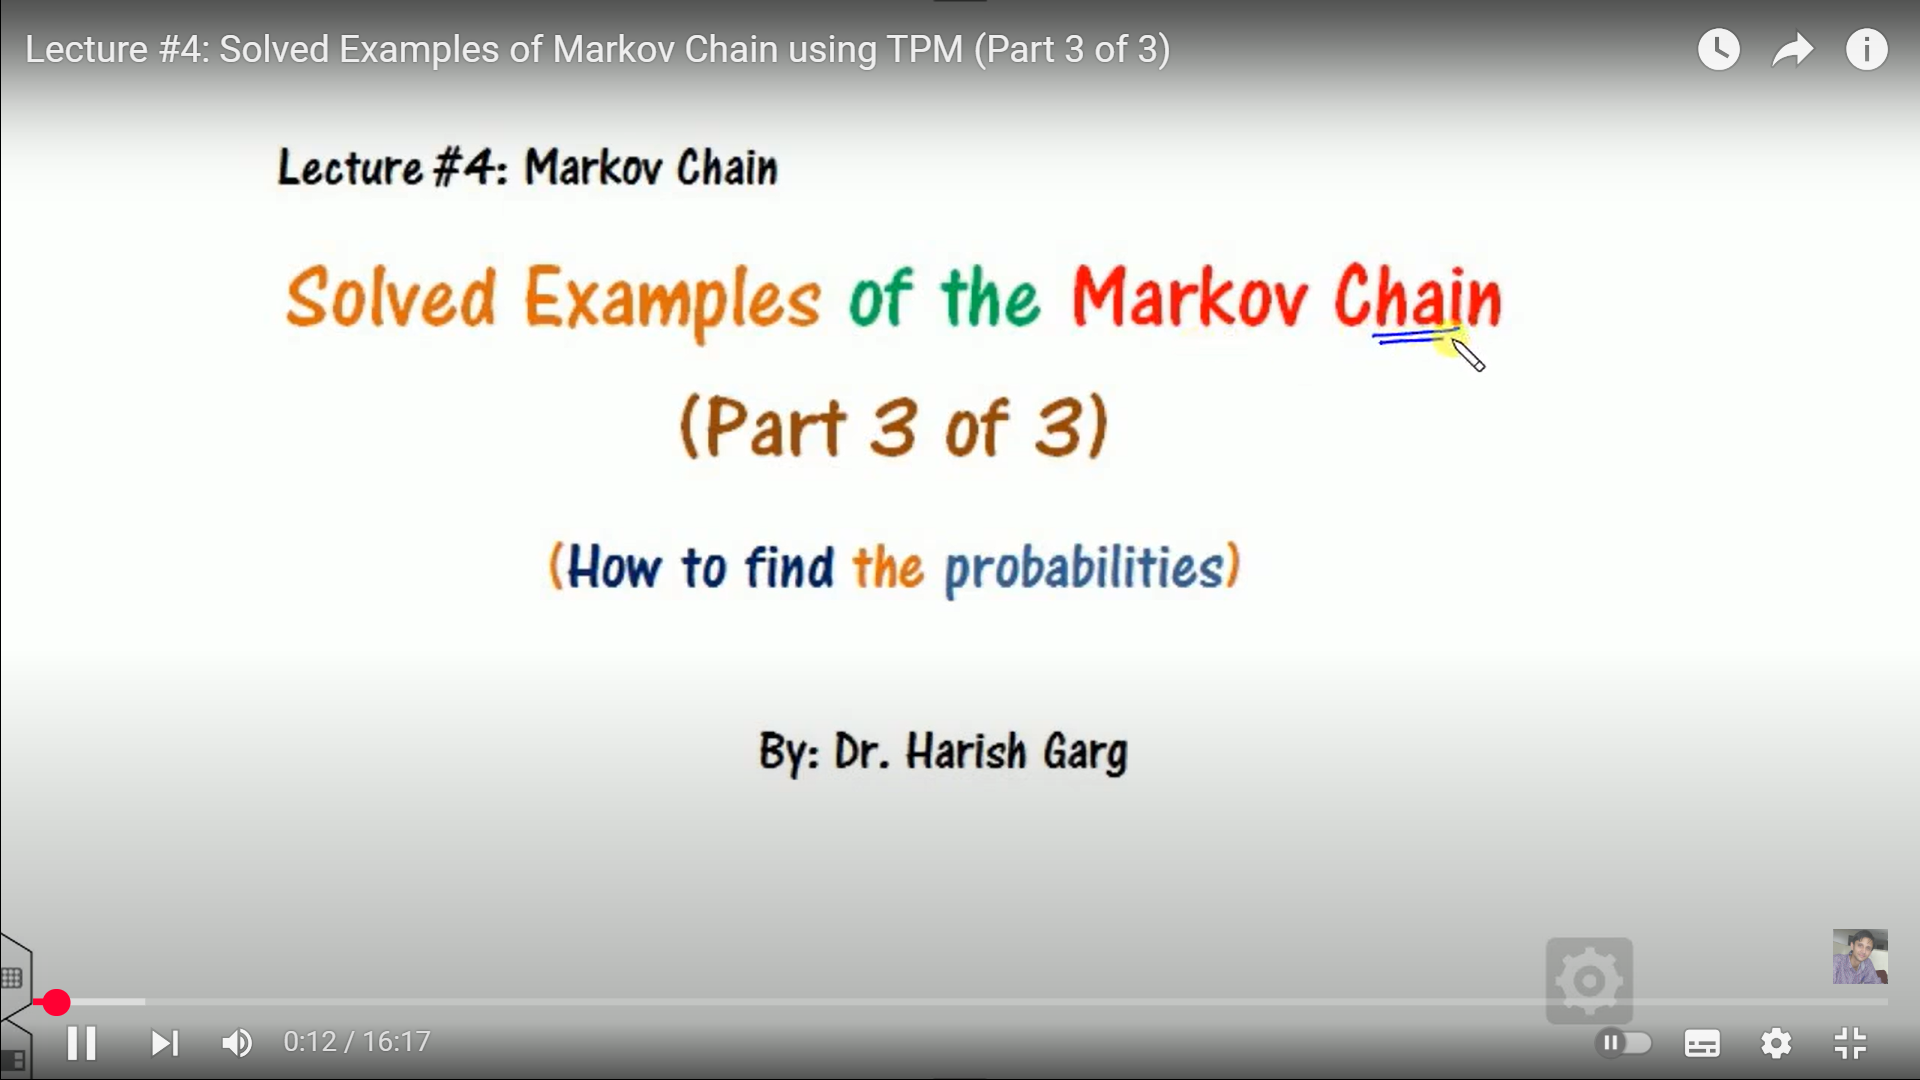 Lecture #4: Solved Examples of Markov Chain using TPM (Part 3 of 3)
Lecture #4: Markov Chain
Solved Examples of the Markov Chain
(Part 3 of 3)
(How to find the probabilities)
By: Dr. Harish Garg
0:12 / 16:17